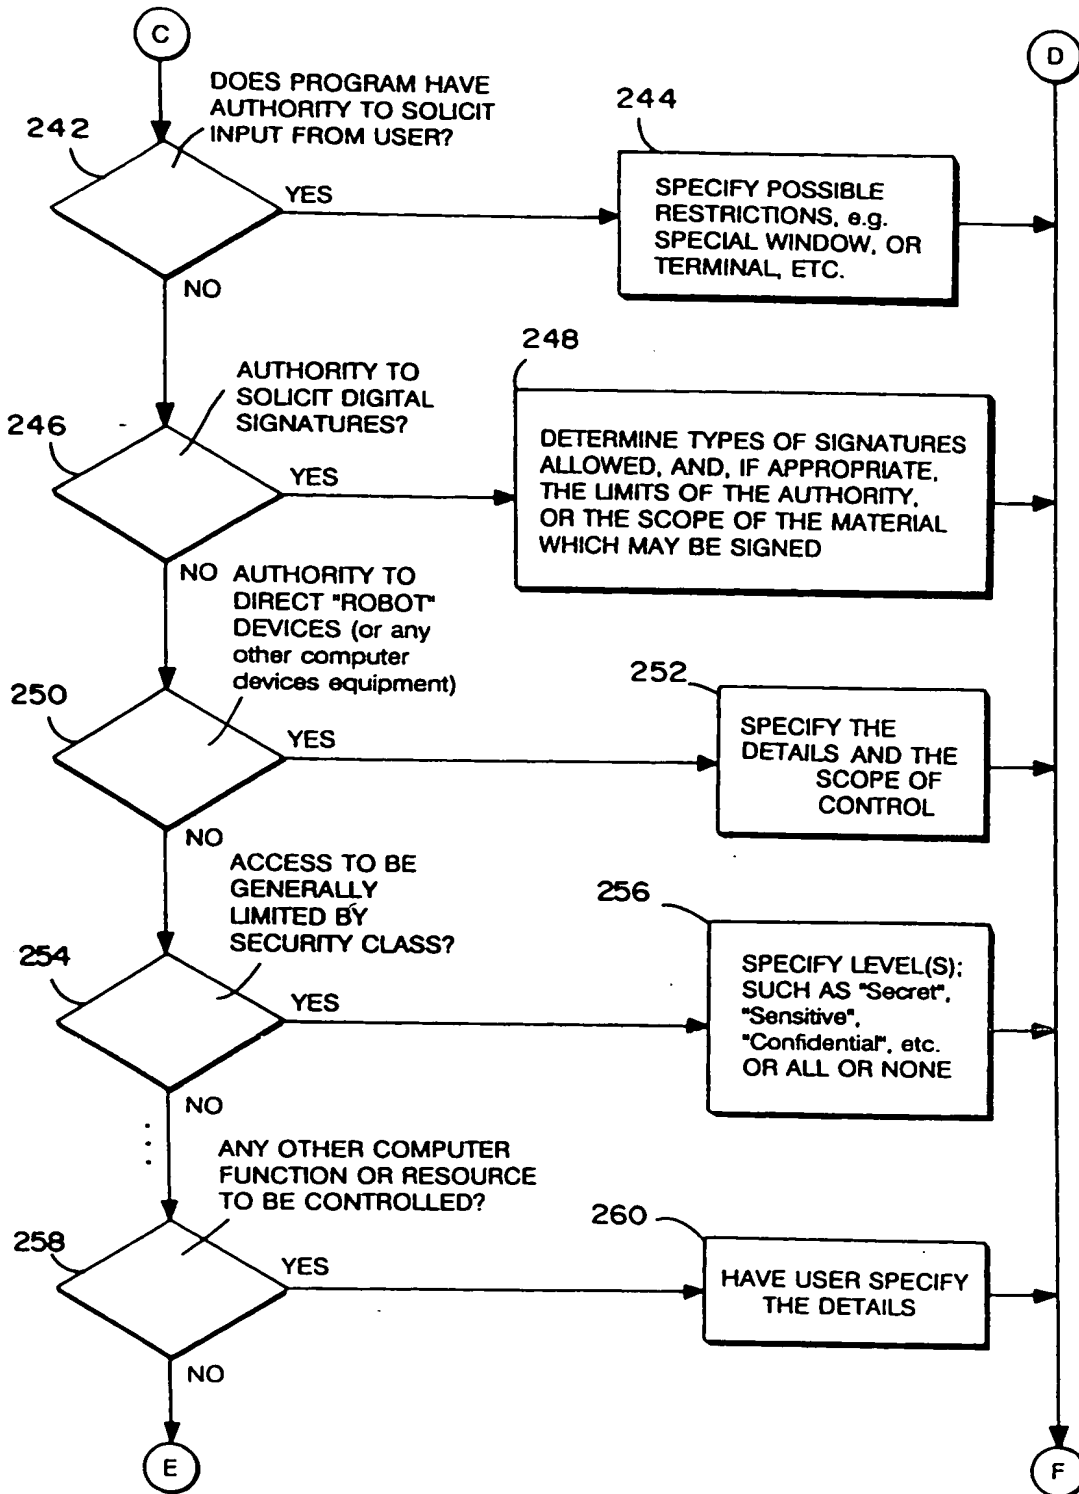 C
D
DOES PROGRAM HAVE
AUTHORITY TO SOLICIT
INPUT FROM USER?
242
YES
NO
244
SPECIFY POSSIBLE
RESTRICTIONS, e.g.
SPECIAL WINDOW, OR
TERMINAL, ETC.
AUTHORITY TO
SOLICIT DIGITAL
SIGNATURES?
246
YES
NO
248
DETERMINE TYPES OF SIGNATURES
ALLOWED, AND, IF APPROPRIATE,
THE LIMITS OF THE AUTHORITY,
OR THE SCOPE OF THE MATERIAL
WHICH MAY BE SIGNED
AUTHORITY TO
DIRECT "ROBOT"
DEVICES (or any
other computer
devices equipment)
250
YES
NO
252
SPECIFY THE
DETAILS AND THE
SCOPE OF
CONTROL
ACCESS TO BE
GENERALLY
LIMITED BY
SECURITY CLASS?
254
YES
NO
256
SPECIFY LEVEL(S);
SUCH AS "Secret",
"Sensitive",
"Confidential", etc.
OR ALL OR NONE
ANY OTHER COMPUTER
FUNCTION OR RESOURCE
TO BE CONTROLLED?
258
YES
NO
260
HAVE USER SPECIFY
THE DETAILS
E
F